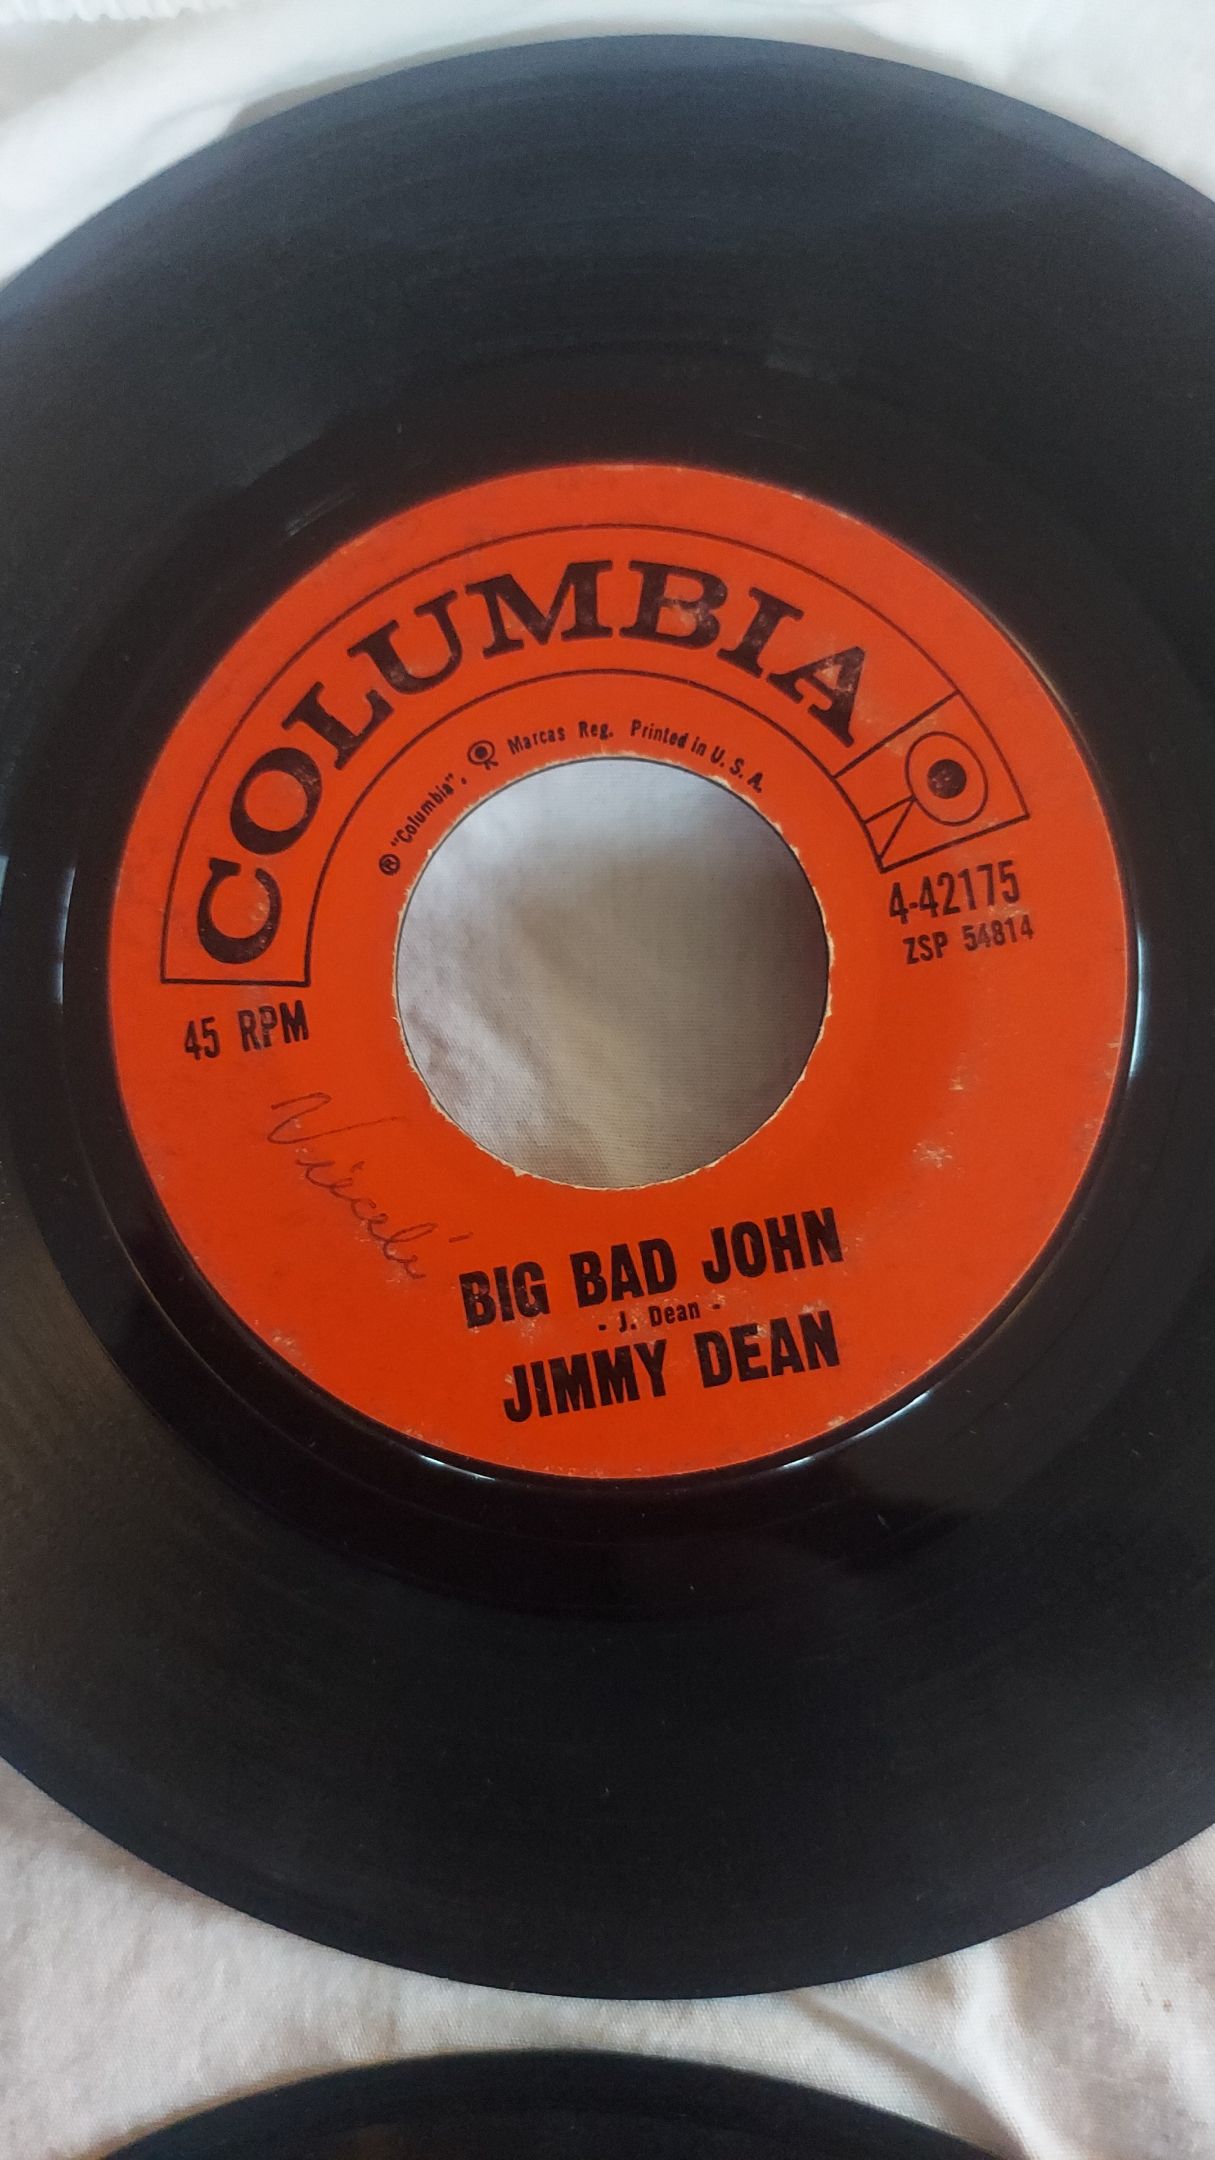 COLUMBIA
® "Columbia", Marcas Reg. Printed in U. S. A.
4-42175
ZSP 54814
45 RPM
BIG BAD JOHN
- J. Dean -
JIMMY DEAN